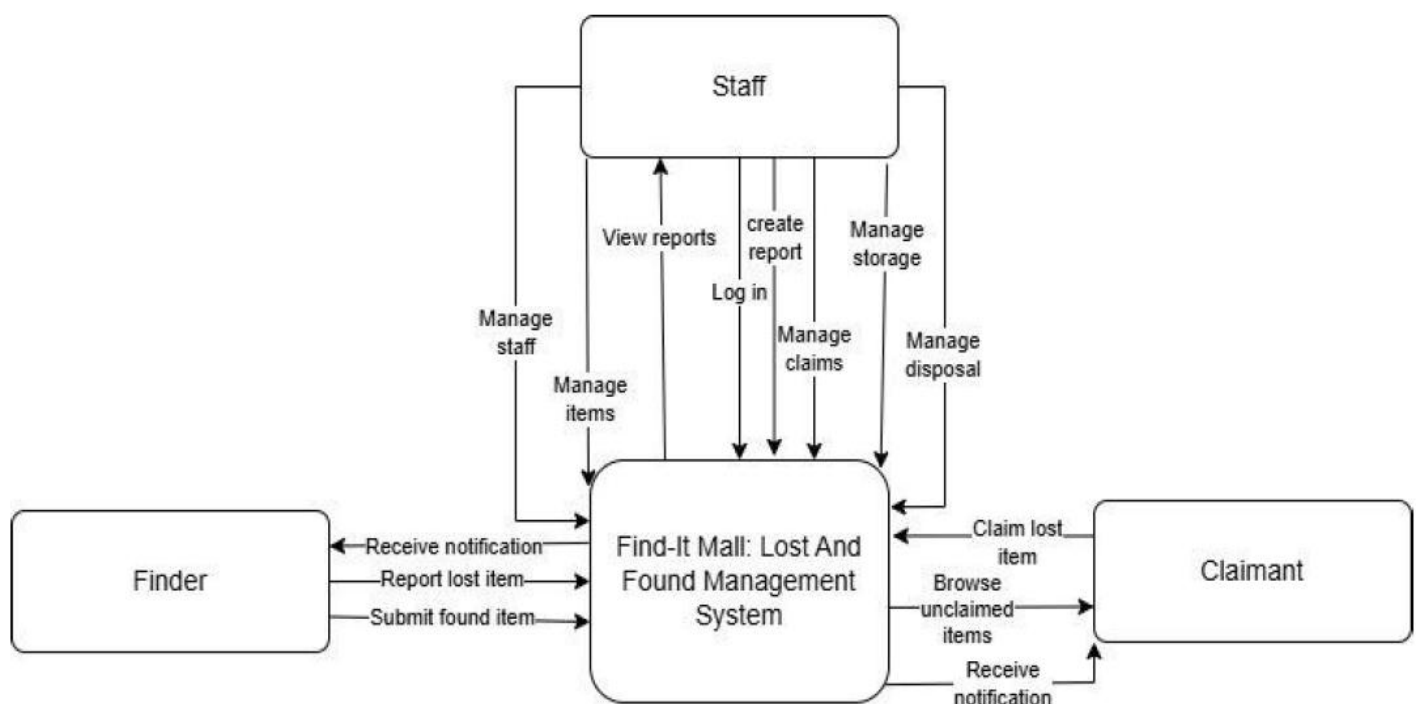 Staff
View reports
create
report
Manage
storage
Log in
Manage
staff
Manage
claims
Manage
disposal
Manage
items
Receive notification
Report lost item
Submit found item
Finder
Find-It Mall: Lost And
Found Management
System
Claim lost
item
Browse
unclaimed
items
Receive
notification
Claimant